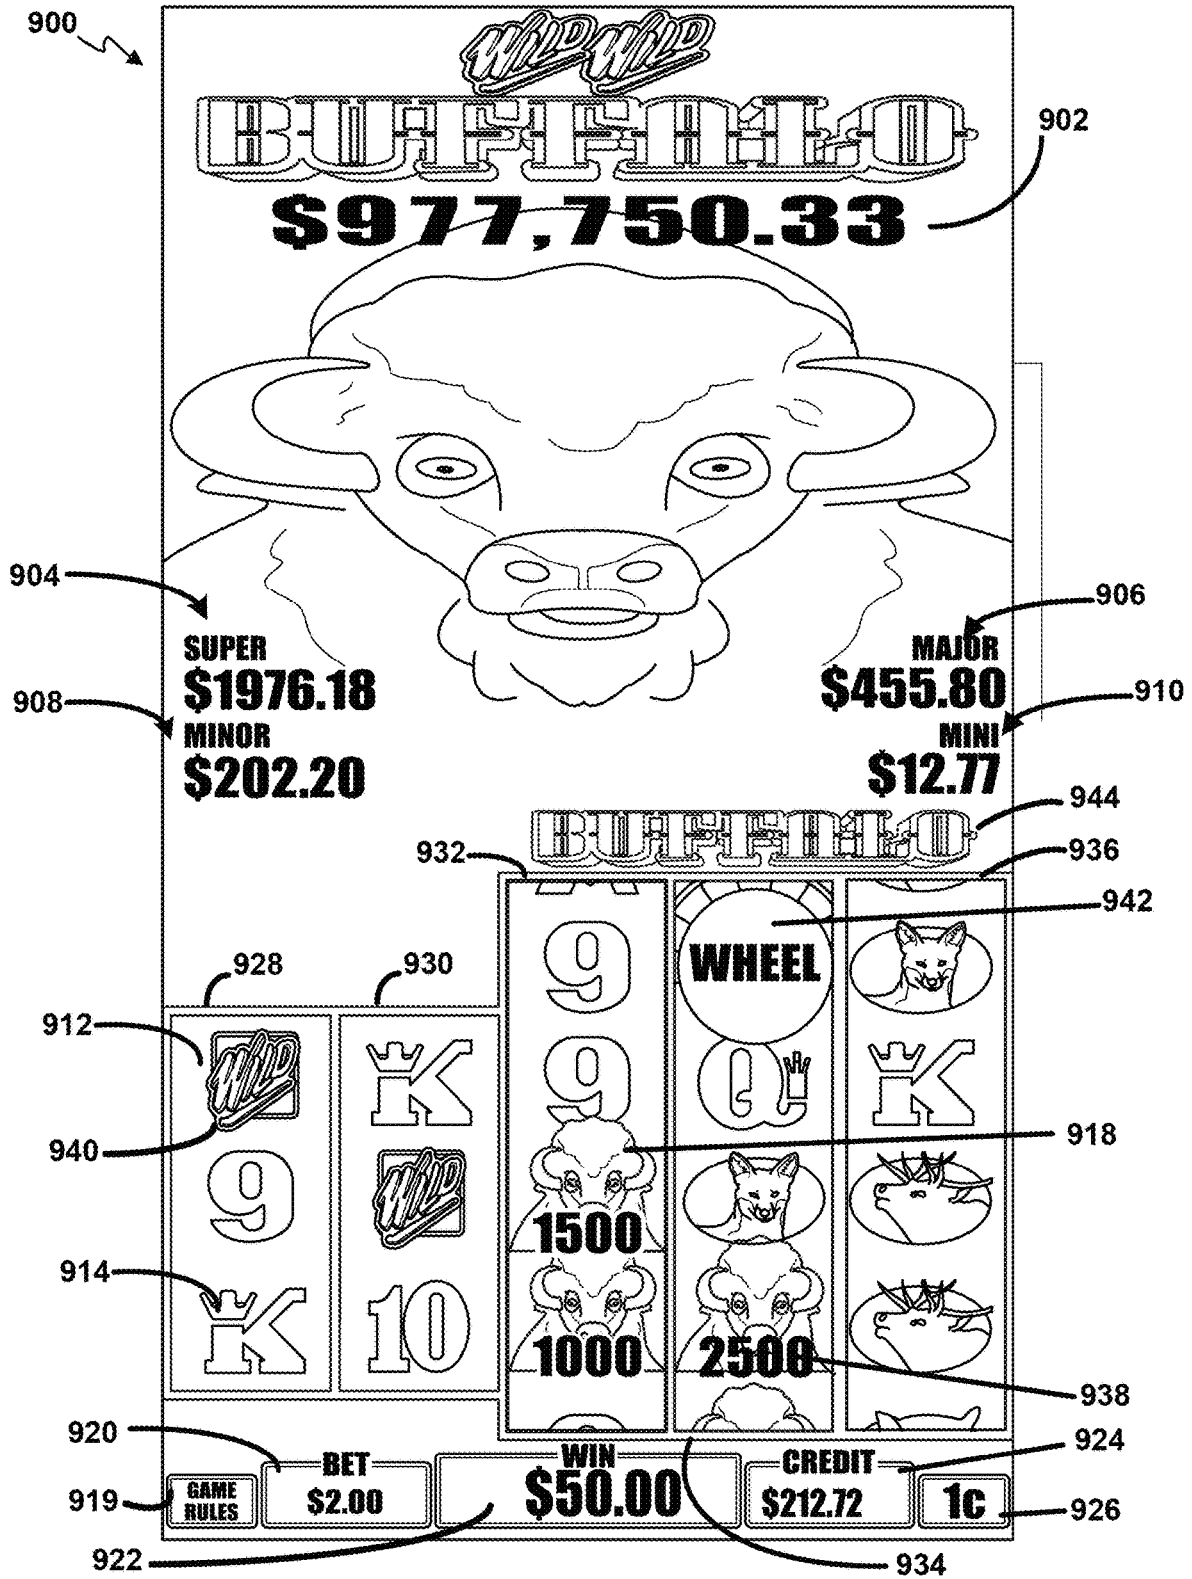 900
WILD WILD
BUFFALO
902
$977,750.33
904
906
SUPER
MAJOR
$1976.18
$455.80
908
910
MINOR
MINI
$202.20
$12.77
944
BUFFALO
932
936
942
9
WHEEL
928
930
912
WILD
K
9
Q
K
940
918
9
WILD
1500
914
K
10
1000
2500
938
920
924
BET
WIN
CREDIT
919
GAME
RULES
$2.00
$50.00
$212.72
1c
926
922
934